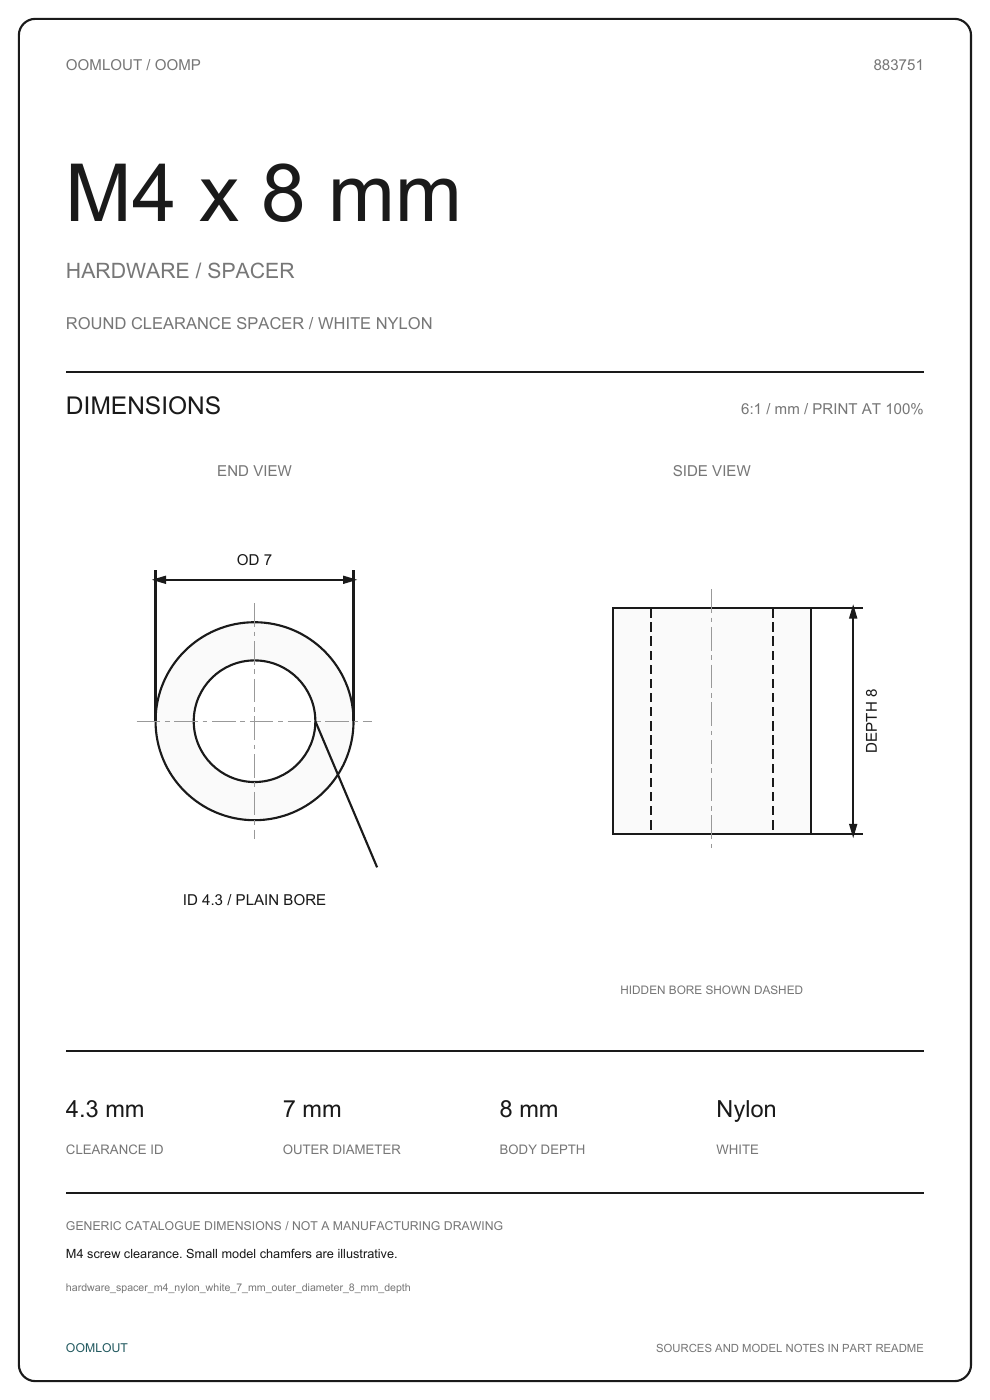 OOMLOUT / OOMP 883751
M4 x 8 mm
HARDWARE / SPACER
ROUND CLEARANCE SPACER / WHITE NYLON
DIMENSIONS 6:1 / mm / PRINT AT 100%
END VIEW SIDE VIEW
OD 7
DEPTH 8
ID 4.3 / PLAIN BORE
HIDDEN BORE SHOWN DASHED
4.3 mm 7 mm 8 mm Nylon
CLEARANCE ID OUTER DIAMETER BODY DEPTH WHITE
GENERIC CATALOGUE DIMENSIONS / NOT A MANUFACTURING DRAWING
M4 screw clearance. Small model chamfers are illustrative.
hardware_spacer_m4_nylon_white_7_mm_outer_diameter_8_mm_depth
OOMLOUT SOURCES AND MODEL NOTES IN PART README